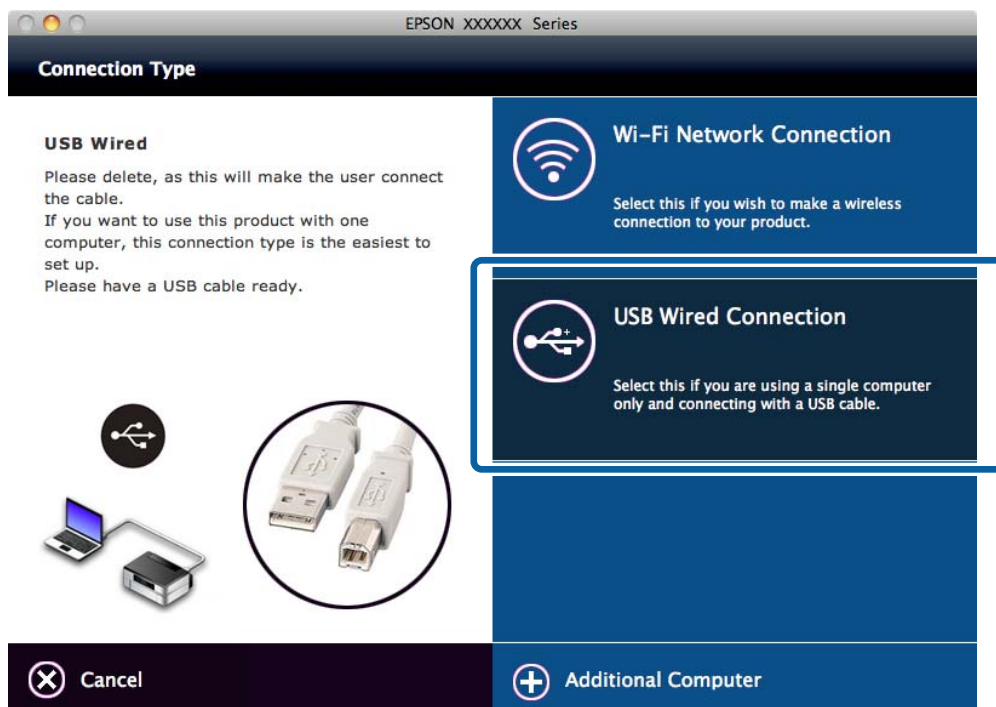 EPSON XXXXXX Series
Connection Type
USB Wired
Please delete, as this will make the user connect
the cable.
If you want to use this product with one
computer, this connection type is the easiest to
set up.
Please have a USB cable ready.
Wi-Fi Network Connection
Select this if you wish to make a wireless
connection to your product.
USB Wired Connection
Select this if you are using a single computer
only and connecting with a USB cable.
Cancel
Additional Computer